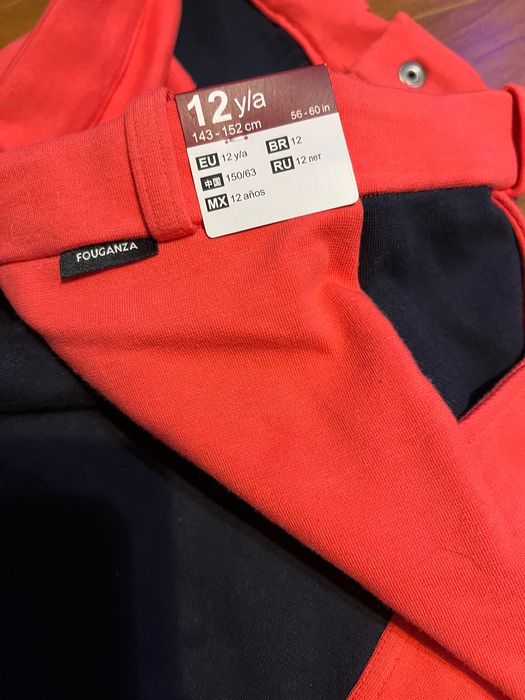 12 y/a
143 - 152 cm 56 - 60 in
EU 12 y/a BR 12
中国 150/63 RU 12 лет
MX 12 años
FOUGANZA